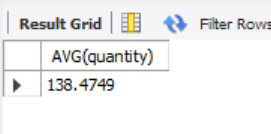 Result Grid Filter Rows
AVG(quantity)
138.4749